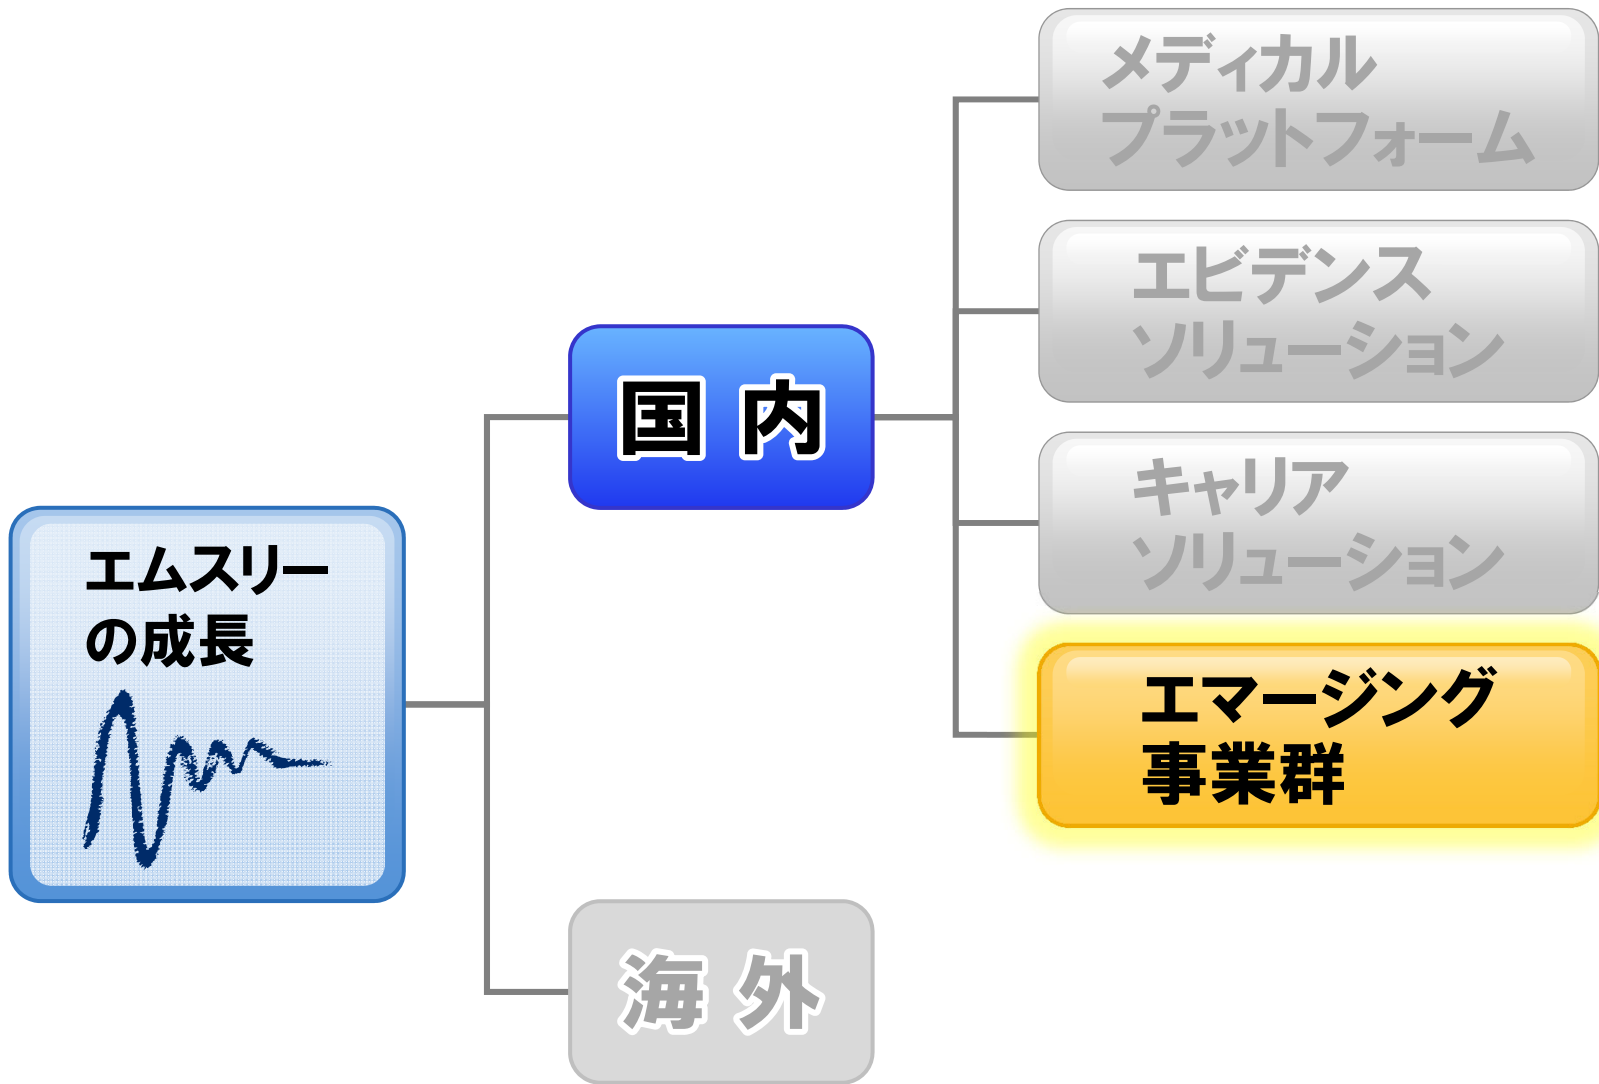 メディカル
プラットフォーム
エビデンス
ソリューション
国内
キャリア
ソリューション
エムスリー
の成長
エマージング
事業群
海外